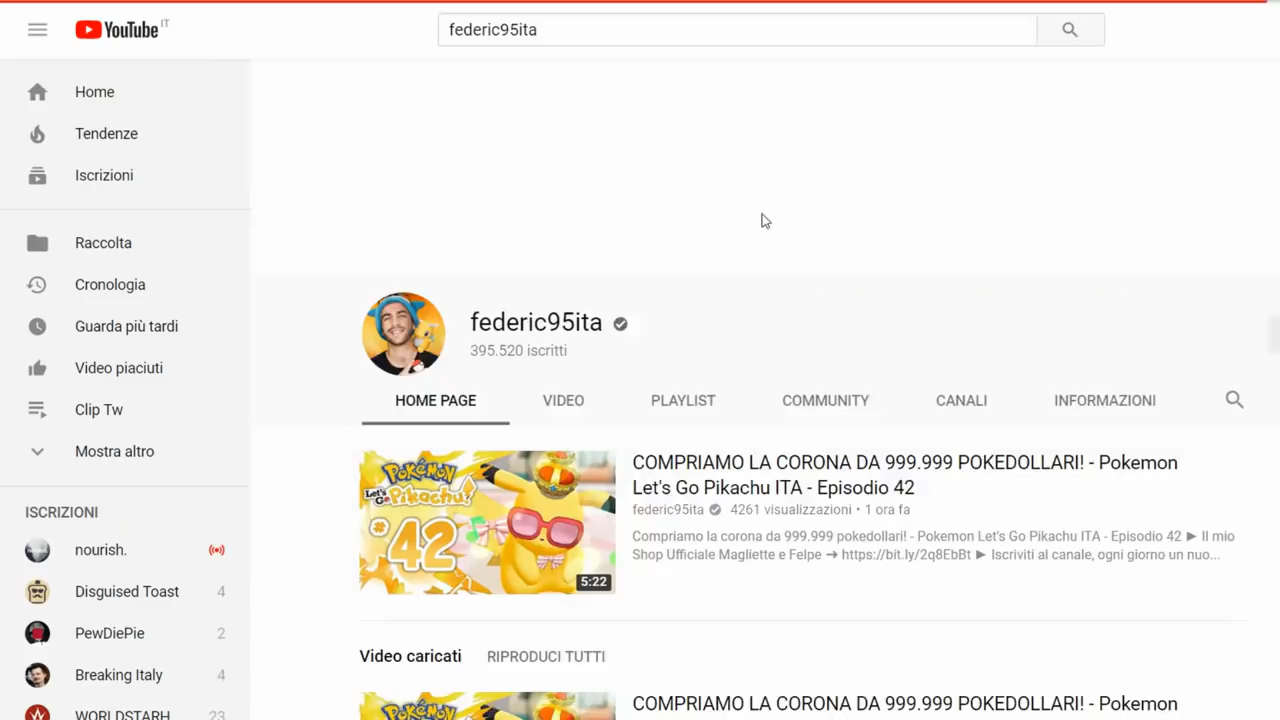 YouTube IT
federic95ita
Home
Tendenze
Iscrizioni
Raccolta
Cronologia
Guarda più tardi
Video piaciuti
Clip Tw
Mostra altro
ISCRIZIONI
nourish.
Disguised Toast 4
PewDiePie 2
Breaking Italy 4
WORLDSTARH 23
federic95ita
395.520 iscritti
HOME PAGE VIDEO PLAYLIST COMMUNITY CANALI INFORMAZIONI
POKÉMON
Let's Go
Pikachu!
#42
5:22
COMPRIAMO LA CORONA DA 999.999 POKEDOLLARI! - Pokemon
Let's Go Pikachu ITA - Episodio 42
federic95ita 4261 visualizzazioni • 1 ora fa
Compriamo la corona da 999.999 pokedollari! - Pokemon Let's Go Pikachu ITA - Episodio 42 ► Il mio
Shop Ufficiale Magliette e Felpe ➔ https://bit.ly/2q8EbBt ► Iscriviti al canale, ogni giorno un nuo...
Video caricati RIPRODUCI TUTTI
POKÉMON
COMPRIAMO LA CORONA DA 999.999 POKEDOLLARI! - Pokemon